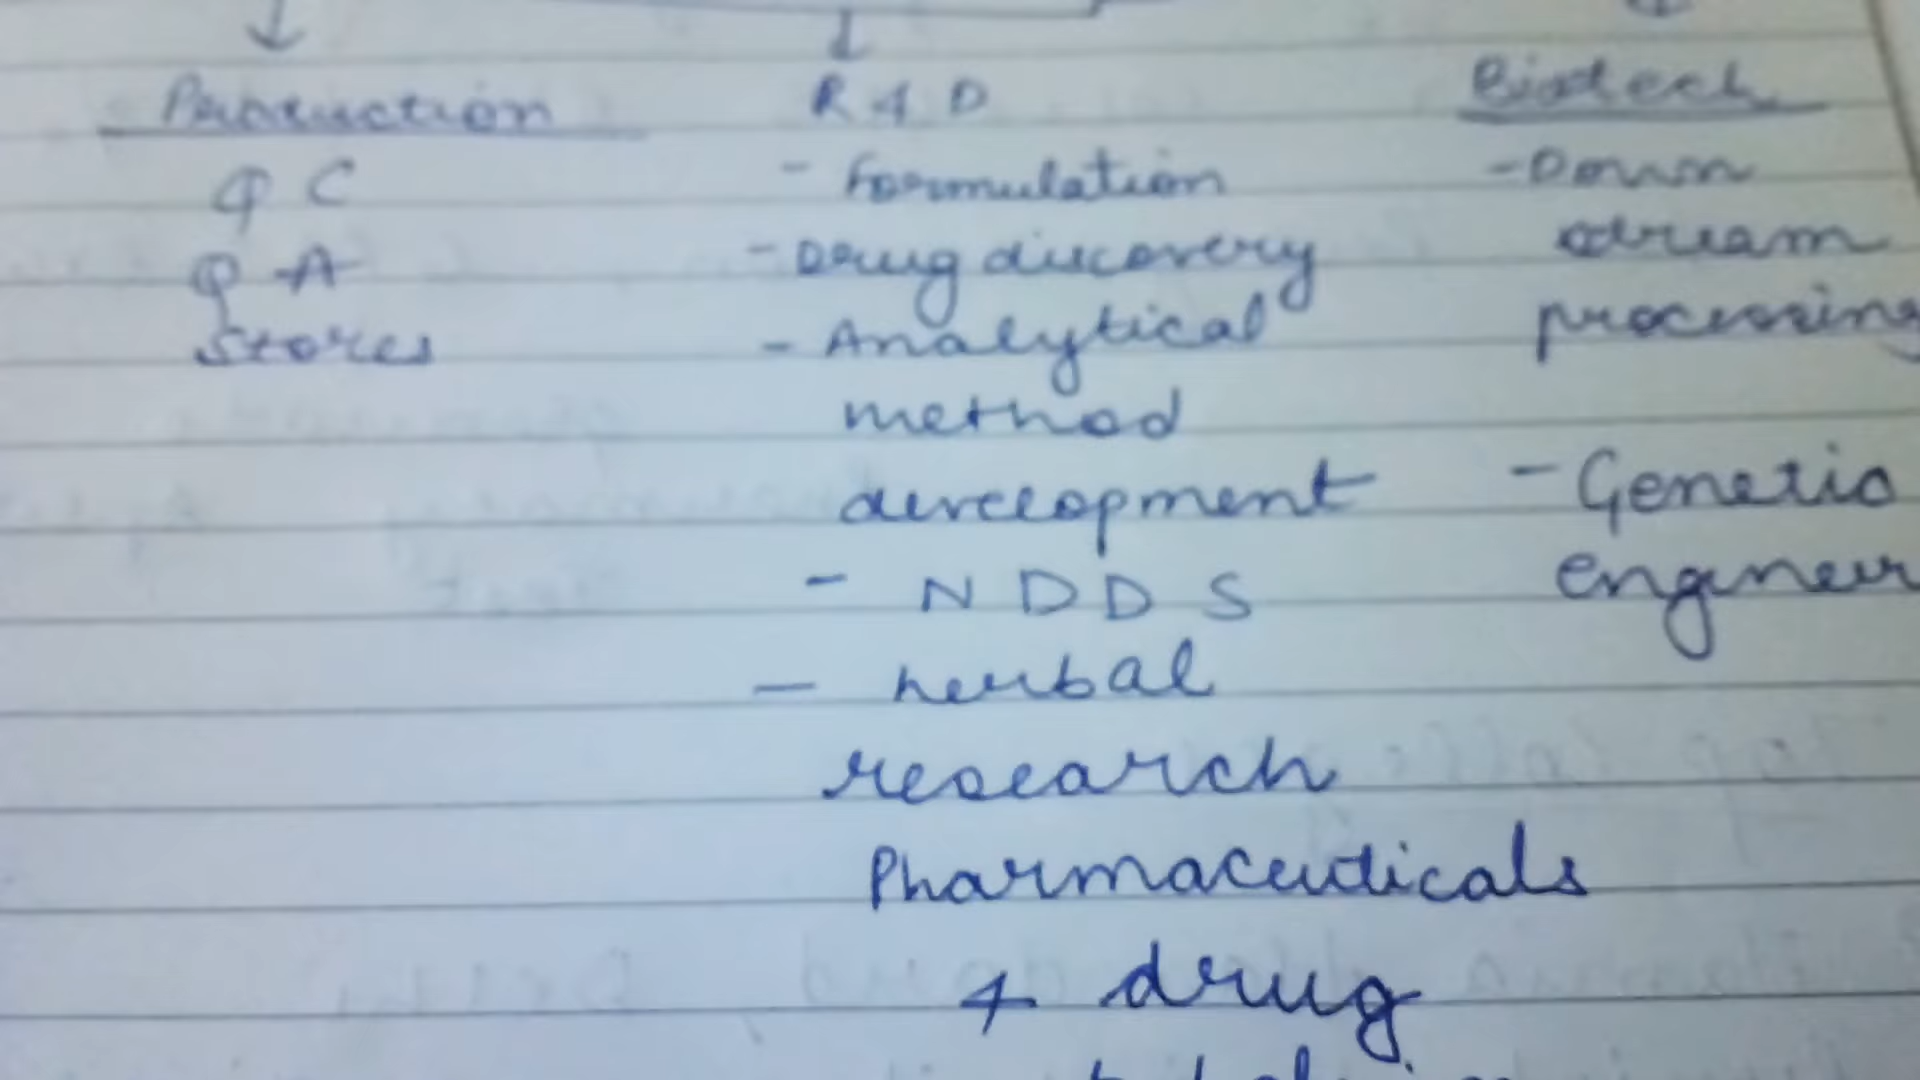 Production
QC
QA
Stores
R & D
- Formulation
- Drug discovery
- Analytical
method
development
- NDDS
- herbal
research
Pharmaceuticals
& drug
Biotech
- Down
stream
processing
- Genetic
engineer